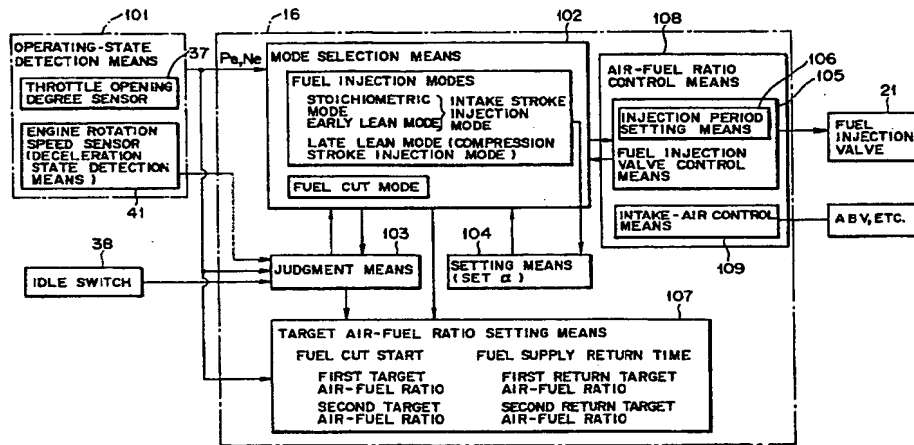 101
OPERATING-STATE
DETECTION MEANS
37
THROTTLE OPENING
DEGREE SENSOR
ENGINE ROTATION
SPEED SENSOR
(DECELERATION
STATE DETECTION
MEANS )
41
38
IDLE SWITCH
16
Pe,Ne
102
MODE SELECTION MEANS
FUEL INJECTION MODES
STOICHIOMETRIC
MODE
EARLY LEAN MODE
INTAKE STROKE
INJECTION
MODE
LATE LEAN MODE (COMPRESSION
STROKE INJECTION MODE)
FUEL CUT MODE
103
JUDGMENT MEANS
104
SETTING MEANS
(SET α)
107
TARGET AIR-FUEL RATIO SETTING MEANS
FUEL CUT START
FIRST TARGET
AIR-FUEL RATIO
SECOND TARGET
AIR-FUEL RATIO
FUEL SUPPLY RETURN TIME
FIRST RETURN TARGET
AIR-FUEL RATIO
SECOND RETURN TARGET
AIR-FUEL RATIO
108
AIR-FUEL RATIO
CONTROL MEANS
106
105
INJECTION PERIOD
SETTING MEANS
FUEL INJECTION
VALVE CONTROL
MEANS
INTAKE-AIR CONTROL
MEANS
109
21
FUEL
INJECTION
VALVE
ABV, ETC.